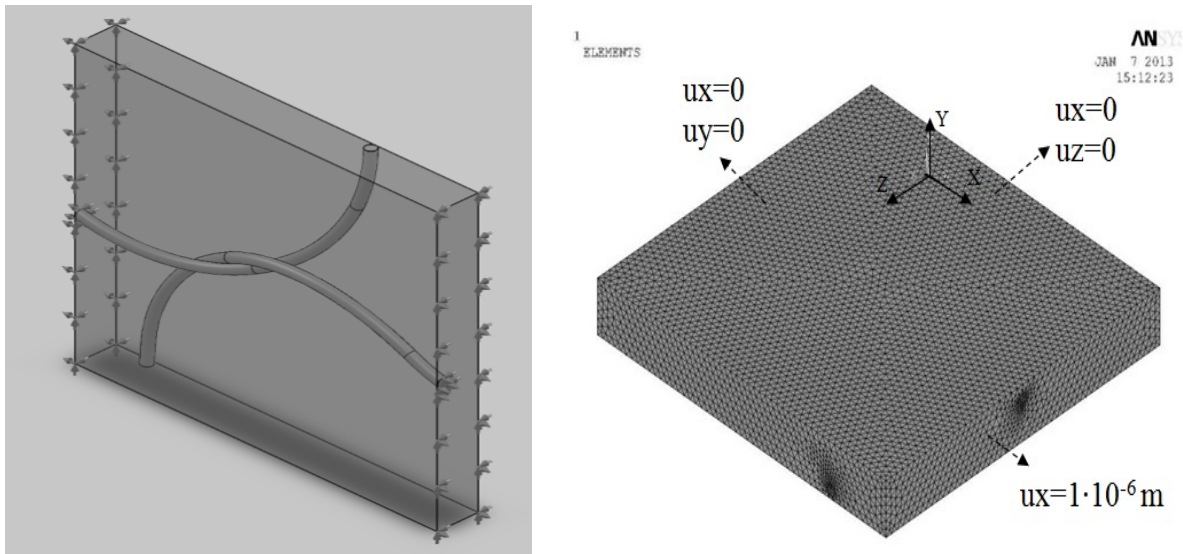 1
ELEMENTS
ANSYS
JAN 7 2013
15:12:23
ux=0
uy=0
ux=0
uz=0
Y
Z
X
ux=1·10-6 m